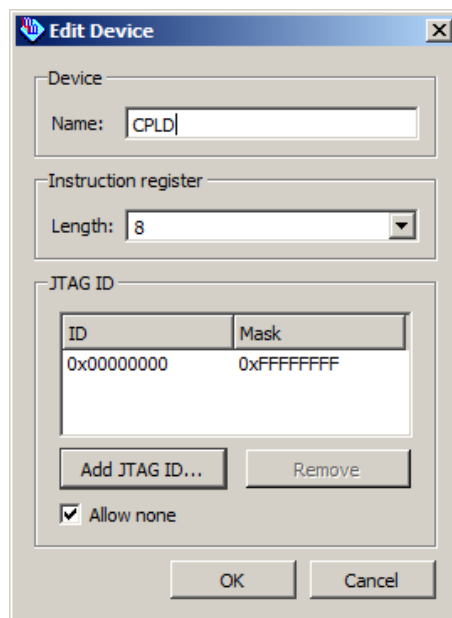 Edit Device
Device
Name: CPLD
Instruction register
Length: 8
JTAG ID
ID Mask
0x00000000 0xFFFFFFFF
Add JTAG ID... Remove
Allow none
OK Cancel